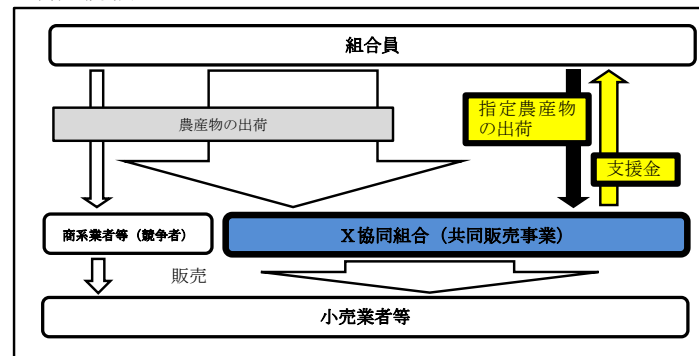 組合員
農産物の出荷
指定農産物
の出荷
支援金
商系業者等（競争者）
Ｘ協同組合（共同販売事業）
販売
小売業者等